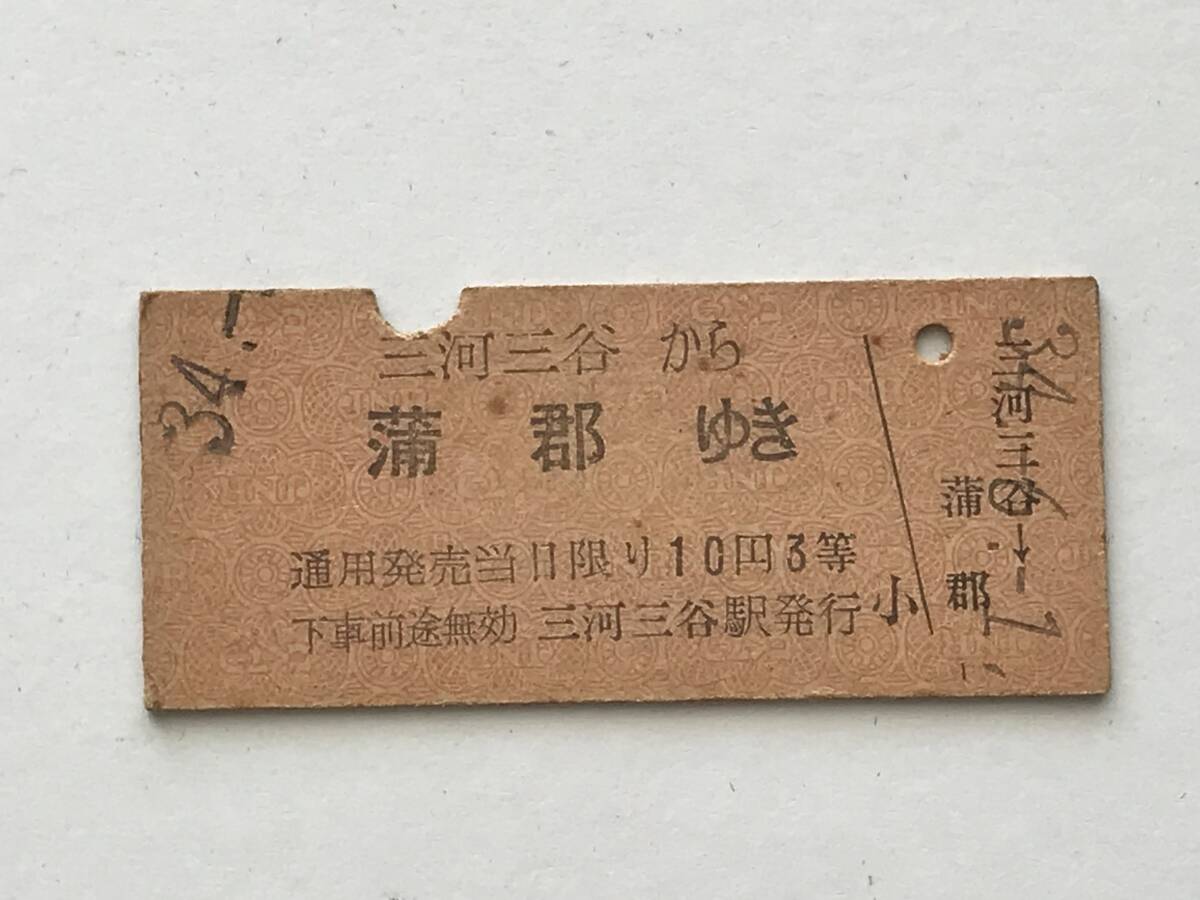 34.-
三河三谷 から
蒲 郡 ゆき
通用発売当日限り10円3等
下車前途無効 三河三谷駅発行
小
三河三谷→
蒲 郡
34